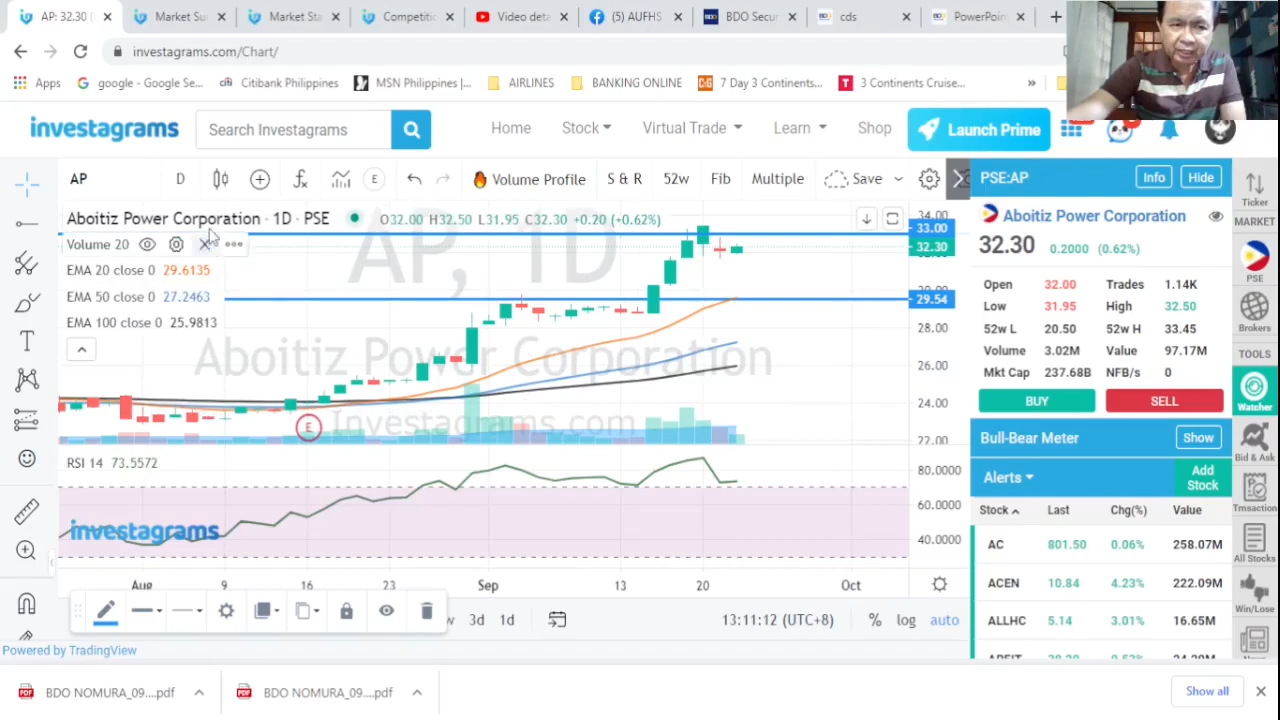 AP: 32.30 (
Market Su
Market Sta
Competitic
Video deta
(5) AUFHS
BDO Secur
cds
PowerPoin
investagrams.com/Chart/
Apps
google - Google Se...
Citibank Philippines
MSN Philippines |...
AIRLINES
BANKING ONLINE
7 Day 3 Continents...
3 Continents Cruise...
»
investagrams
Search Investagrams
Home
Stock
Virtual Trade
Learn
Shop
Launch Prime
AP
D
E
Volume Profile
S & R
52w
Fib
Multiple
Save
PSE:AP
Info
Hide
Aboitiz Power Corporation · 1D · PSE
O32.00 H32.50 L31.95 C32.30 +0.20 (+0.62%)
Volume 20
EMA 20 close 0 29.6135
EMA 50 close 0 27.2463
EMA 100 close 0 25.9813
AP, 1D
Aboitiz Power Corporation
Investagrams.com
E
34.00
33.00
32.30
29.54
28.00
26.00
24.00
22.00
RSI 14 73.5572
investagrams
80.0000
60.0000
40.0000
Aug
9
16
23
Sep
13
20
Oct
3d
1d
13:11:12 (UTC+8)
%
log
auto
Powered by TradingView
Aboitiz Power Corporation
32.30 0.2000 (0.62%)
Open 32.00 Trades 1.14K
Low 31.95 High 32.50
52w L 20.50 52w H 33.45
Volume 3.02M Value 97.17M
Mkt Cap 237.68B NFB/s 0
BUY
SELL
Bull-Bear Meter
Show
Alerts
Add
Stock
Stock Last Chg(%) Value
AC 801.50 0.06% 258.07M
ACEN 10.84 4.23% 222.09M
ALLHC 5.14 3.01% 16.65M
Ticker
MARKET
PSE
Brokers
TOOLS
Watcher
Bid & Ask
Trnsaction
All Stocks
Win/Lose
BDO NOMURA_09....pdf
BDO NOMURA_09....pdf
Show all